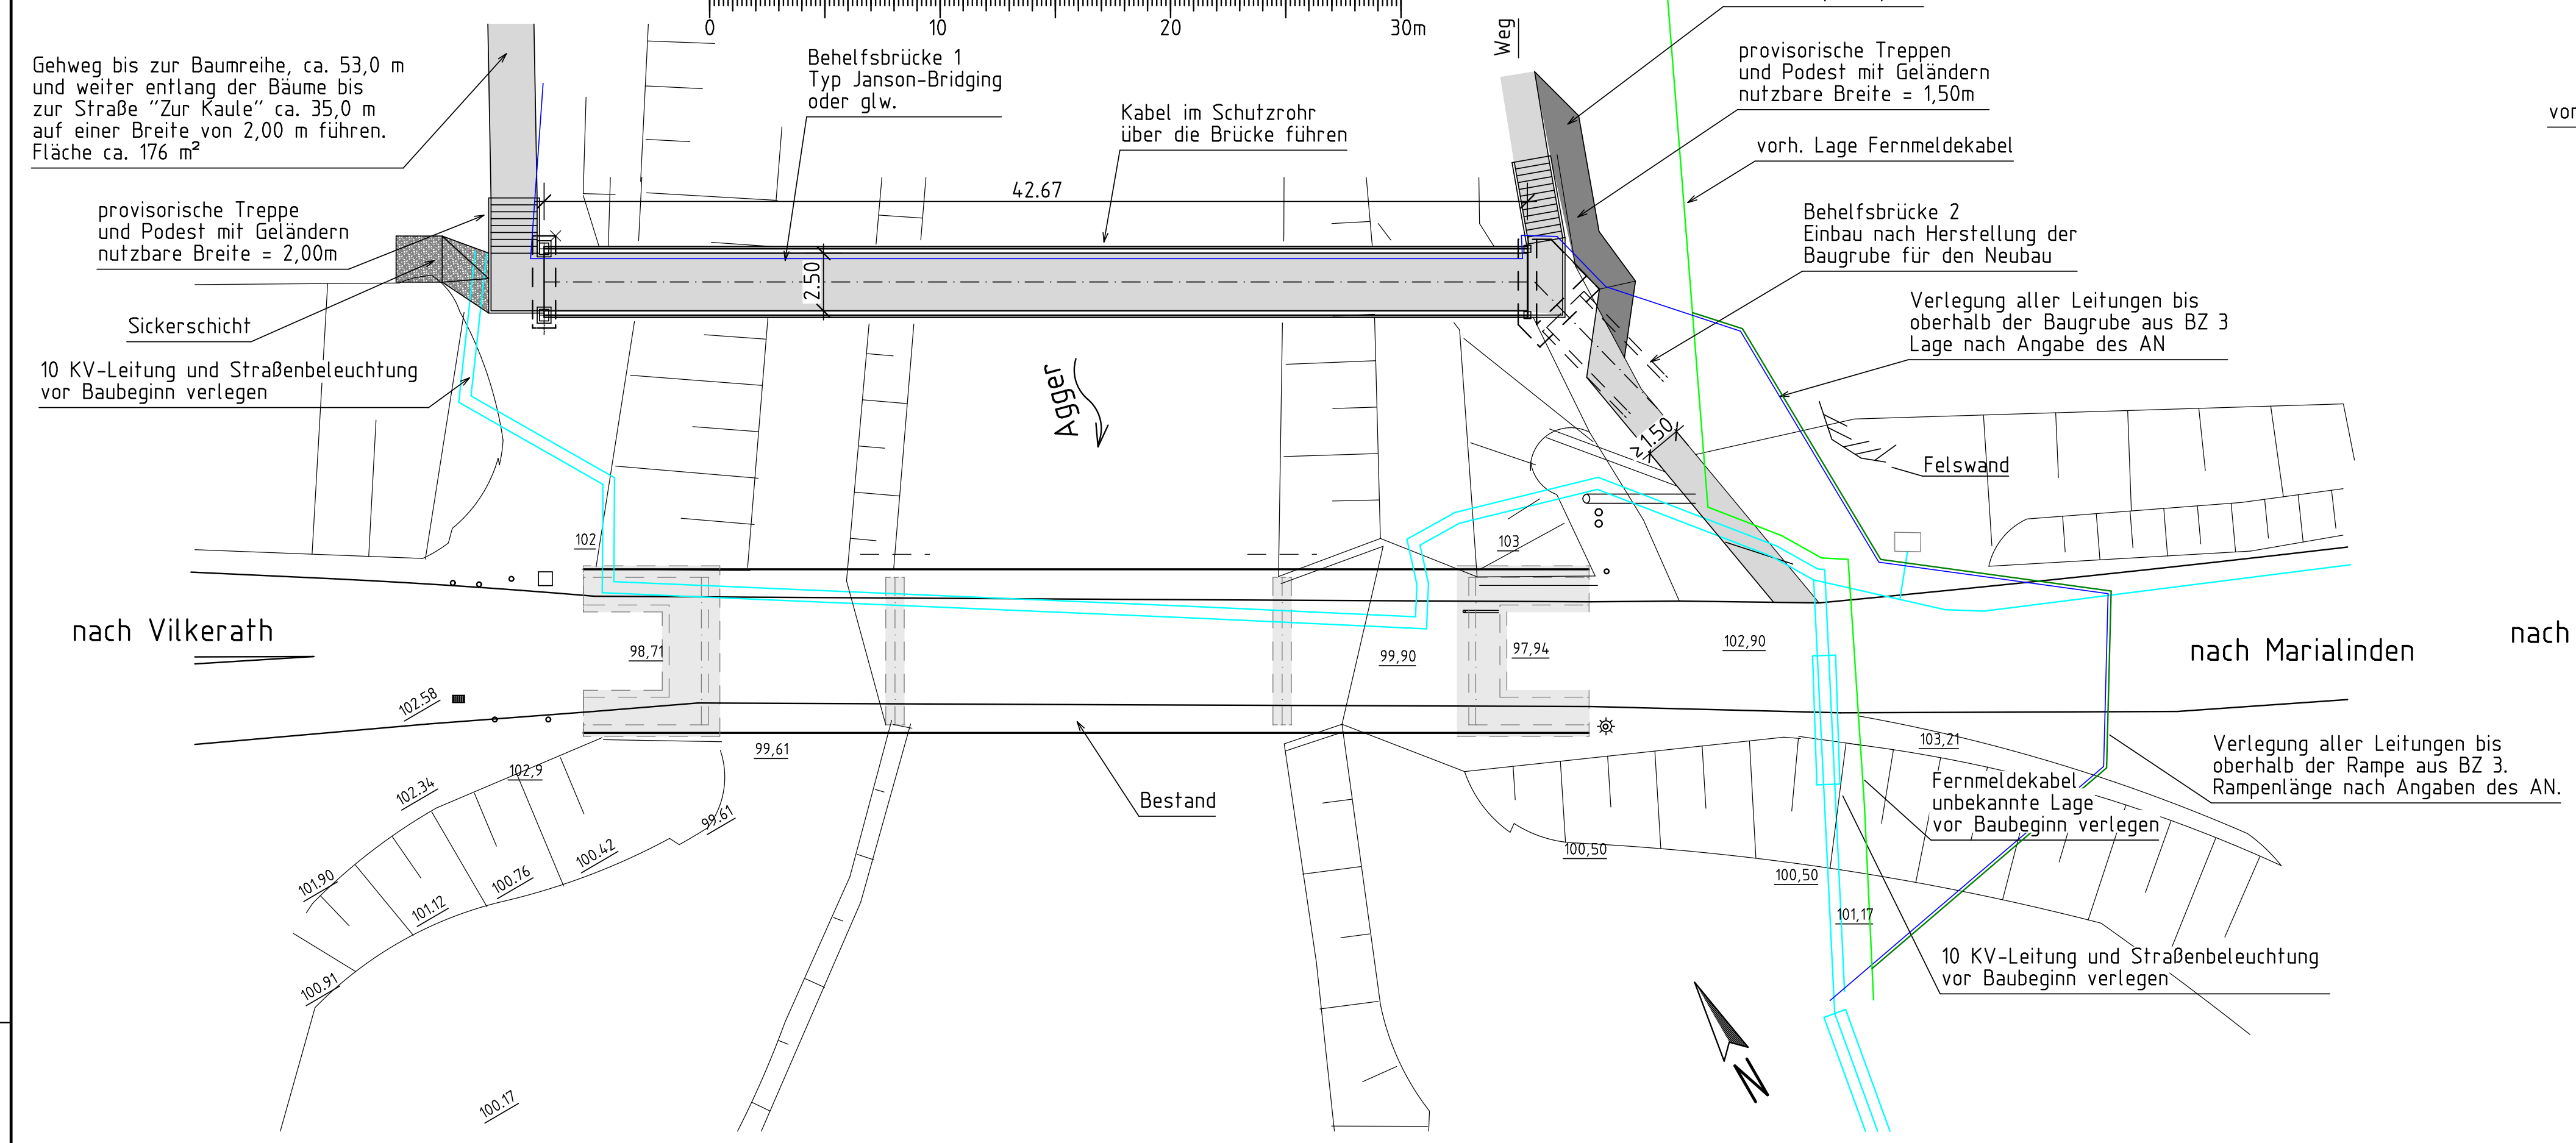 0
10
20
30m
Weg
Gehweg bis zur Baumreihe, ca. 53,0 m
und weiter entlang der Bäume bis
zur Straße "Zur Kaule" ca. 35,0 m
auf einer Breite von 2,00 m führen.
Fläche ca. 176 m²
Behelfsbrücke 1
Typ Janson-Bridging
oder glw.
Kabel im Schutzrohr
über die Brücke führen
provisorische Treppen
und Podest mit Geländern
nutzbare Breite = 1,50m
vor
vorh. Lage Fernmeldekabel
42.67
provisorische Treppe
und Podest mit Geländern
nutzbare Breite = 2,00m
Behelfsbrücke 2
Einbau nach Herstellung der
Baugrube für den Neubau
2.50
Sickerschicht
Verlegung aller Leitungen bis
oberhalb der Baugrube aus BZ 3
Lage nach Angabe des AN
10 KV-Leitung und Straßenbeleuchtung
vor Baubeginn verlegen
Agger
≥1.50
Felswand
102
103
nach Vilkerath
98,71
99,90
97,94
102,90
nach Marialinden
nach
102.58
99,61
103,21
Verlegung aller Leitungen bis
oberhalb der Rampe aus BZ 3.
Rampenlänge nach Angaben des AN.
102,9
102.34
Bestand
Fernmeldekabel
unbekannte Lage
vor Baubeginn verlegen
99.61
100.42
100,50
100,50
101.90
100.76
101.12
101,17
10 KV-Leitung und Straßenbeleuchtung
vor Baubeginn verlegen
100.91
N
100.17